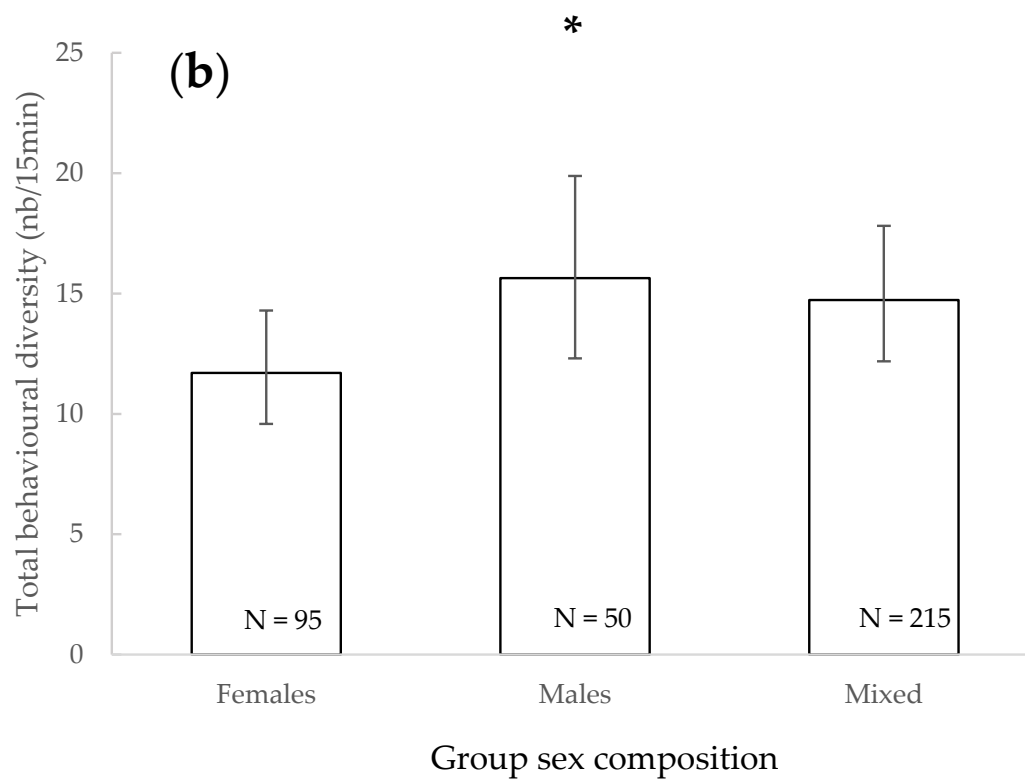 *
(b)
Total behavioural diversity (nb/15min)
25
20
15
10
5
0
N = 95
N = 50
N = 215
Females
Males
Mixed
Group sex composition